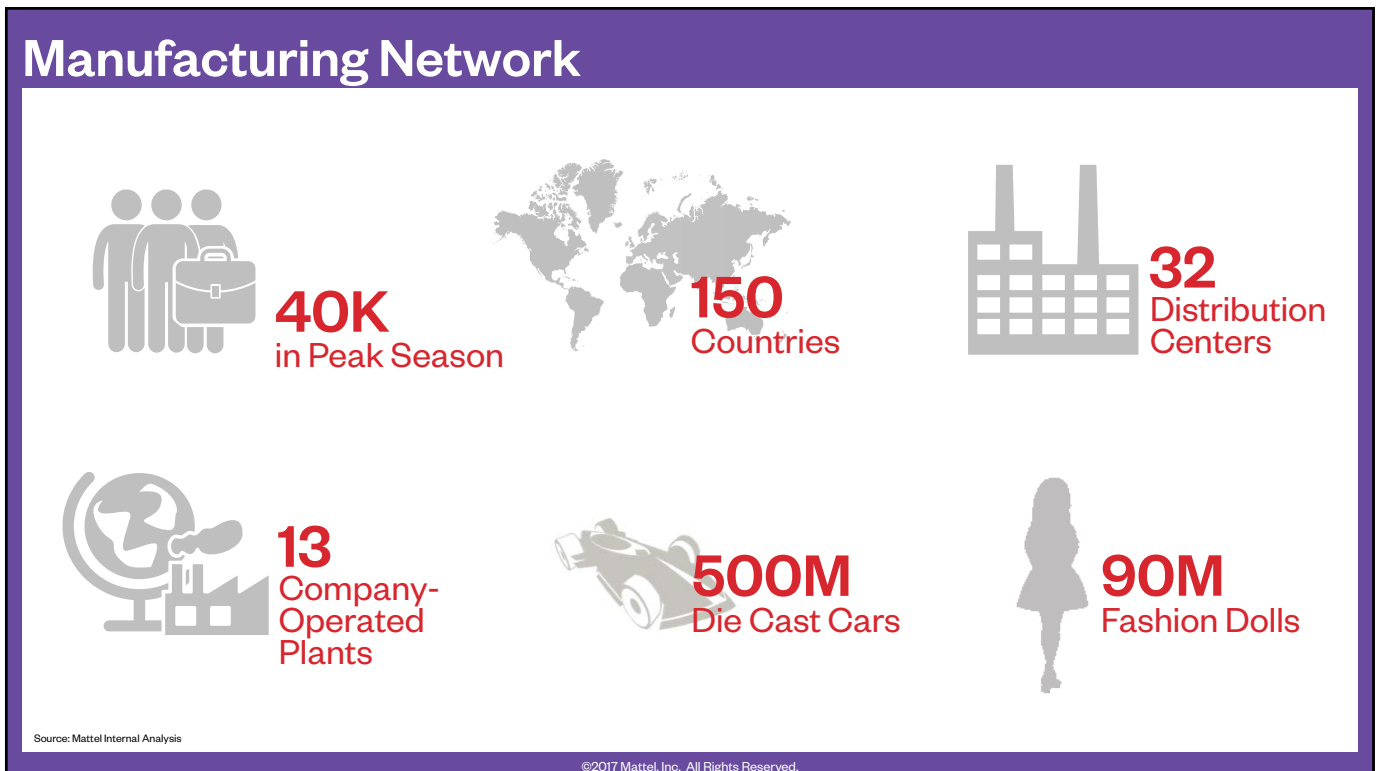 Manufacturing Network
40K
in Peak Season
150
Countries
32
Distribution
Centers
13
Company-
Operated
Plants
500M
Die Cast Cars
90M
Fashion Dolls
Source: Mattel Internal Analysis
©2017 Mattel, Inc. All Rights Reserved.